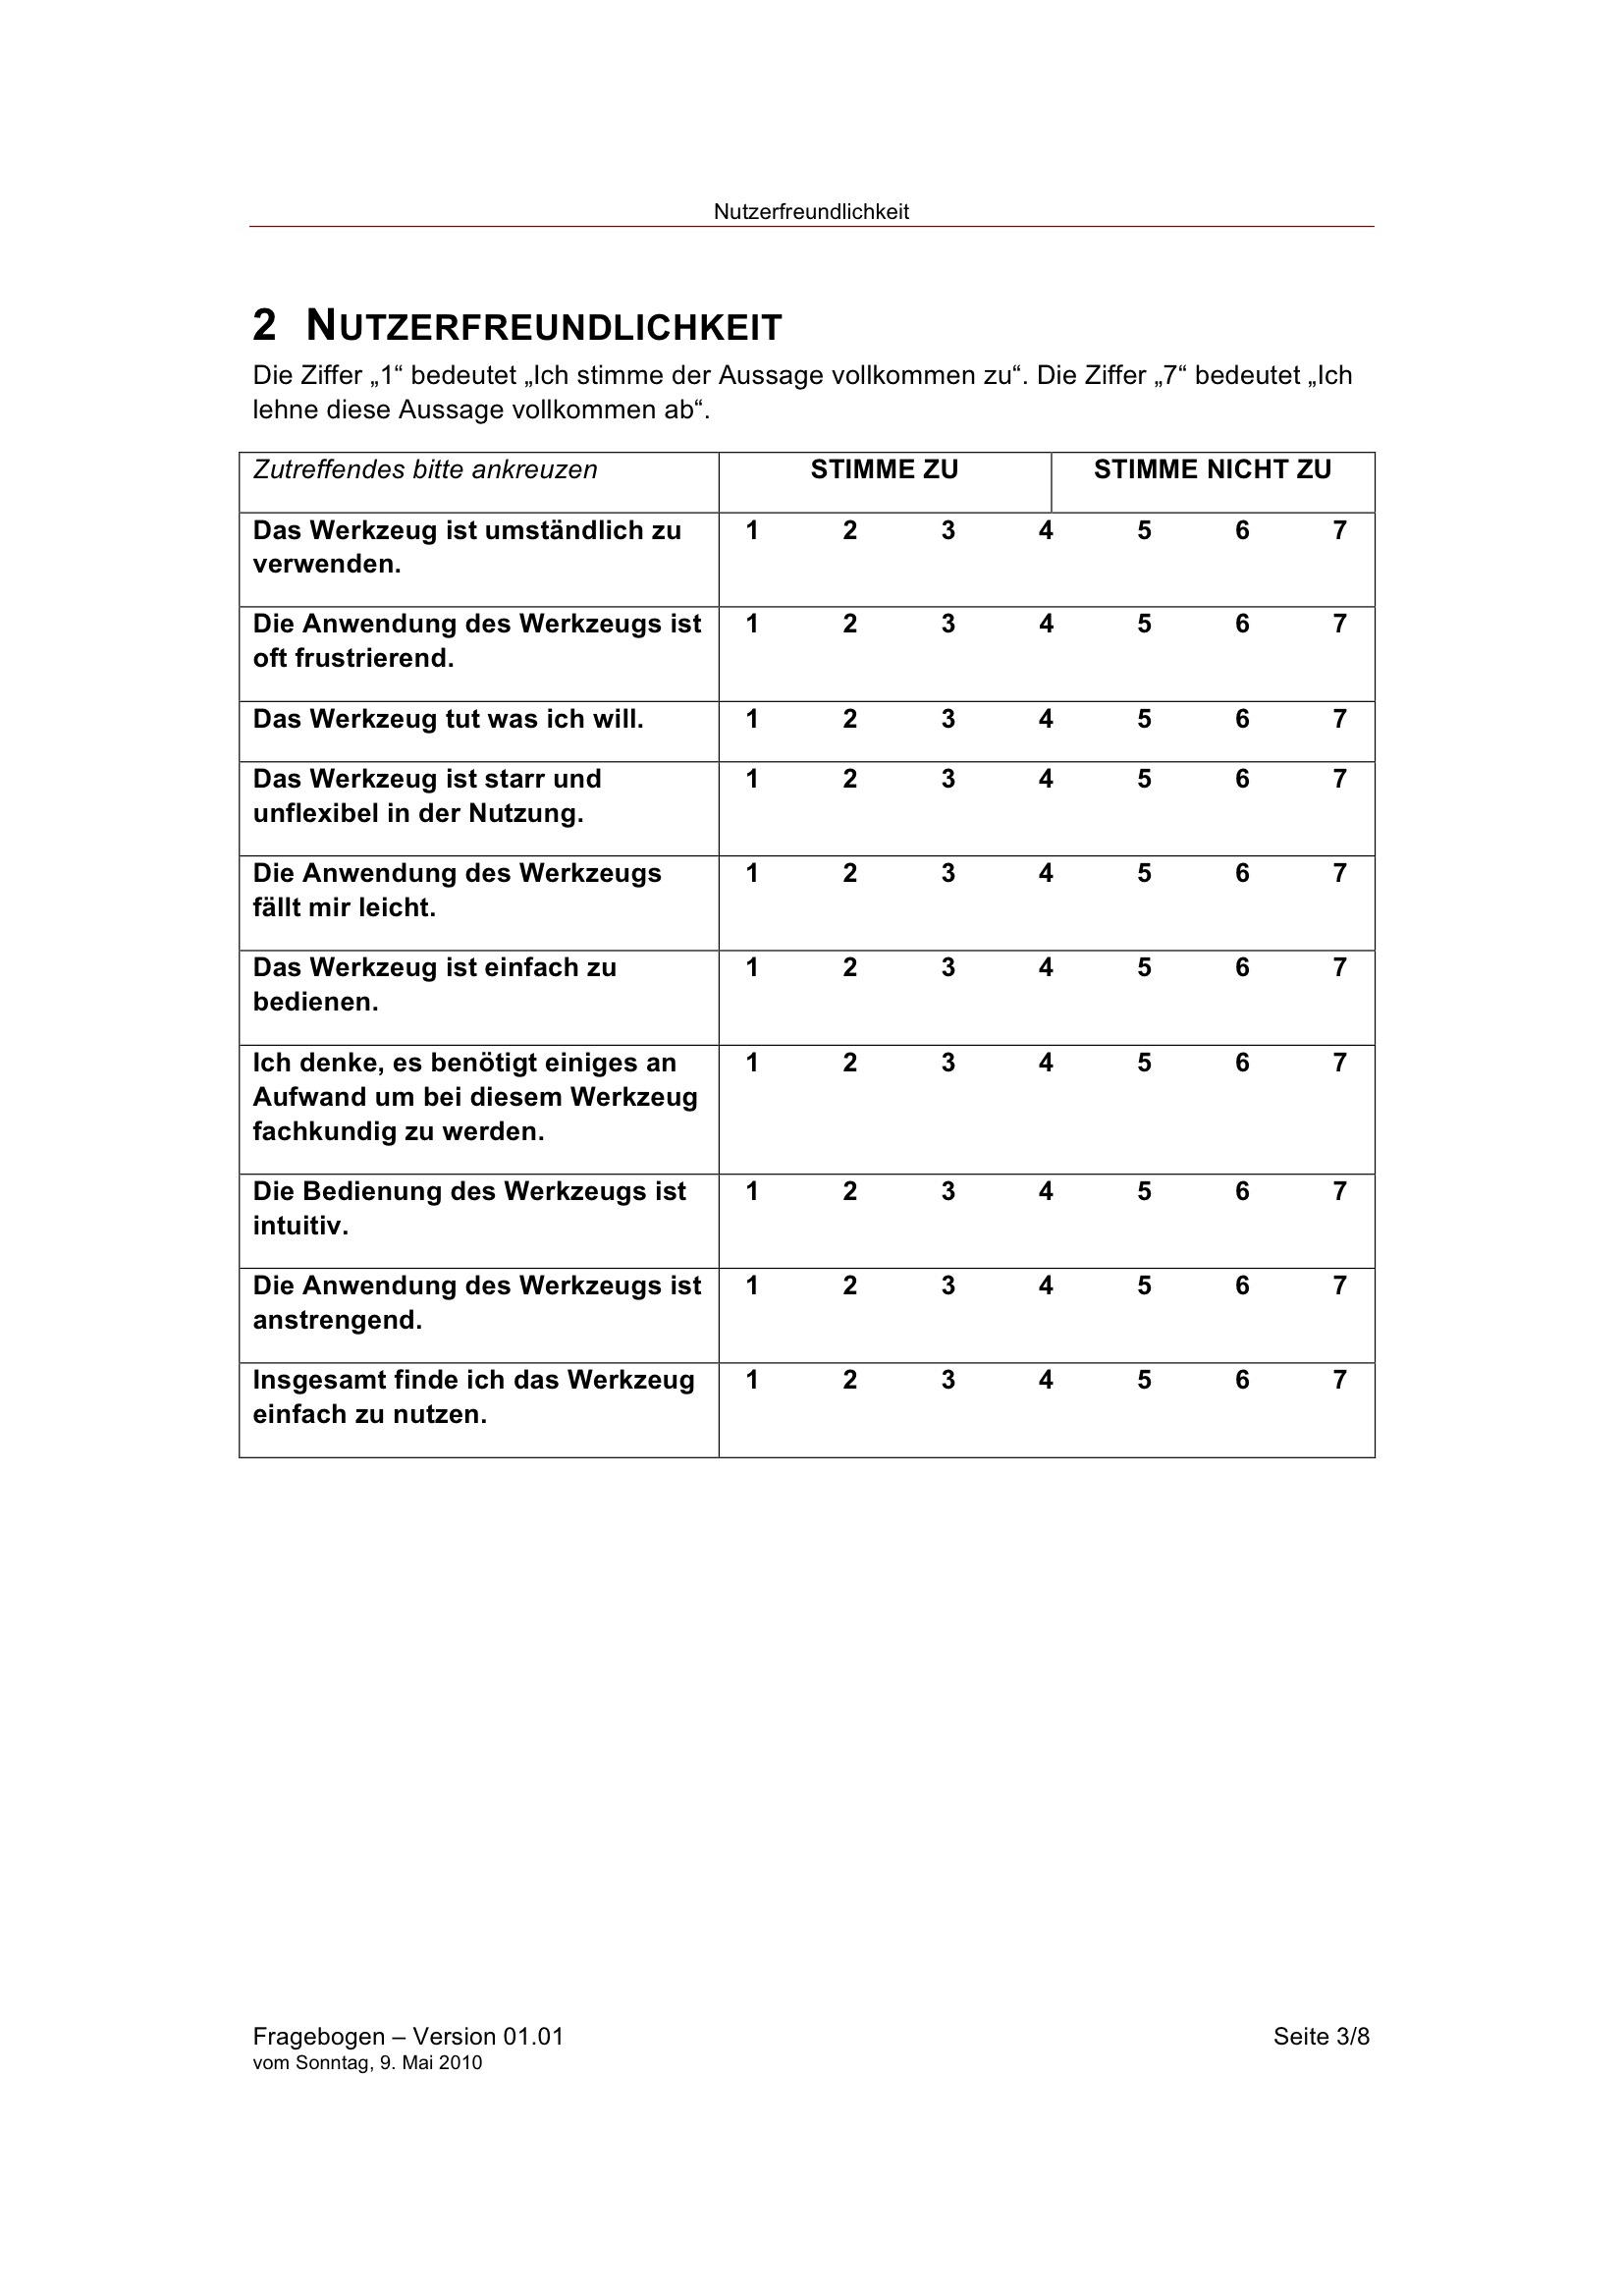 Nutzerfreundlichkeit
2 NUTZERFREUNDLICHKEIT
Die Ziffer „1“ bedeutet „Ich stimme der Aussage vollkommen zu“. Die Ziffer „7“ bedeutet „Ich
lehne diese Aussage vollkommen ab“.
Zutreffendes bitte ankreuzen STIMME ZU STIMME NICHT ZU
Das Werkzeug ist umständlich zu 1 2 3 4 5 6 7
verwenden.
Die Anwendung des Werkzeugs ist 1 2 3 4 5 6 7
oft frustrierend.
Das Werkzeug tut was ich will. 1 2 3 4 5 6 7
Das Werkzeug ist starr und 1 2 3 4 5 6 7
unflexibel in der Nutzung.
Die Anwendung des Werkzeugs 1 2 3 4 5 6 7
fällt mir leicht.
Das Werkzeug ist einfach zu 1 2 3 4 5 6 7
bedienen.
Ich denke, es benötigt einiges an 1 2 3 4 5 6 7
Aufwand um bei diesem Werkzeug
fachkundig zu werden.
Die Bedienung des Werkzeugs ist 1 2 3 4 5 6 7
intuitiv.
Die Anwendung des Werkzeugs ist 1 2 3 4 5 6 7
anstrengend.
Insgesamt finde ich das Werkzeug 1 2 3 4 5 6 7
einfach zu nutzen.
Fragebogen – Version 01.01 Seite 3/8
vom Sonntag, 9. Mai 2010